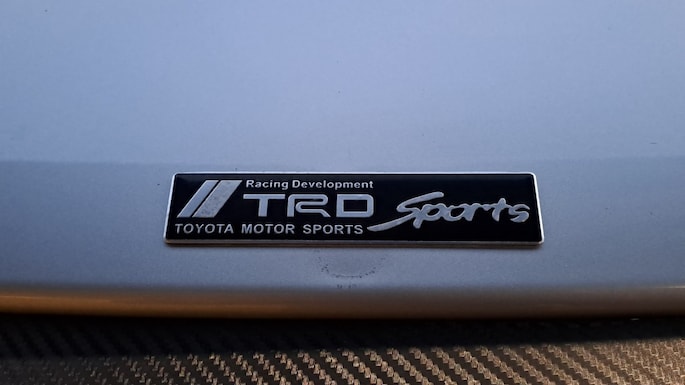 Racing Development
TRD Sports
TOYOTA MOTOR SPORTS